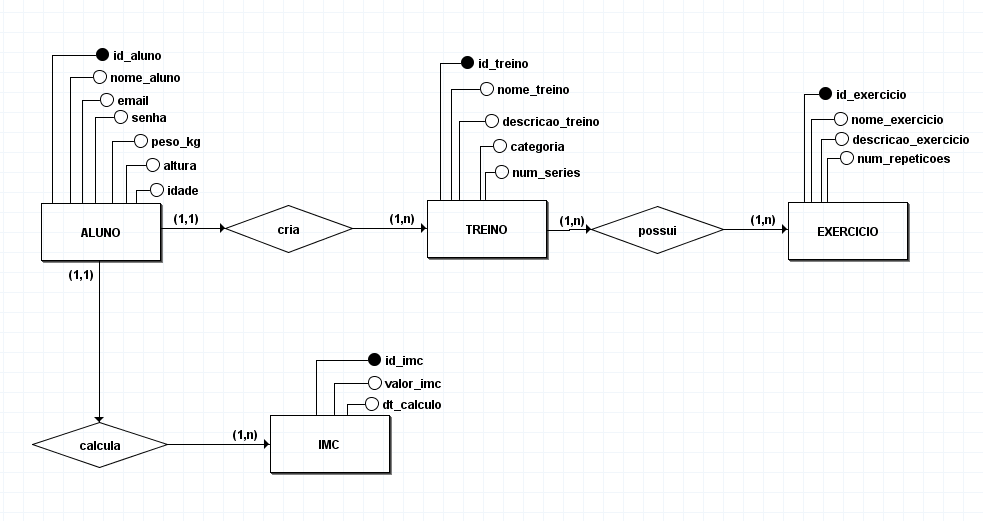 id_aluno
nome_aluno
email
senha
peso_kg
altura
idade
ALUNO
(1,1)
cria
(1,n)
id_treino
nome_treino
descricao_treino
categoria
num_series
TREINO
(1,n)
possui
(1,n)
id_exercicio
nome_exercicio
descricao_exercicio
num_repeticoes
EXERCICIO
(1,1)
calcula
(1,n)
id_imc
valor_imc
dt_calculo
IMC